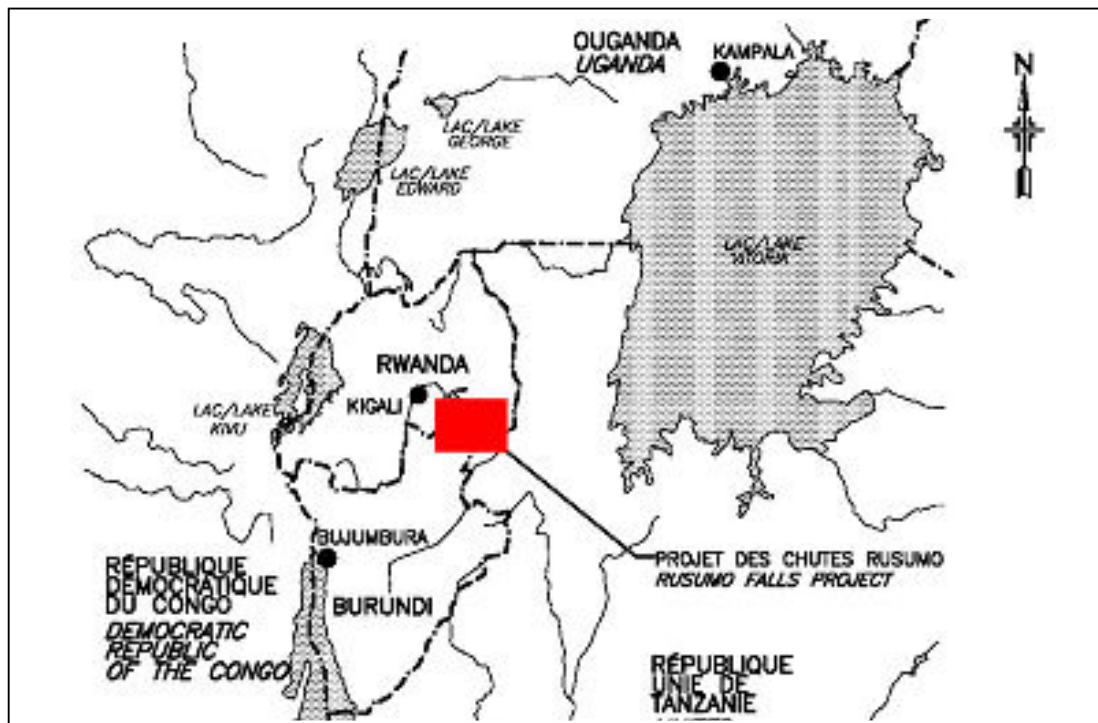 OUGANDA
UGANDA
KAMPALA
N
LAC/LAKE
GEORGE
LAC/LAKE
EDWARD
LAC/LAKE
VITORIA
RWANDA
KIGALI
LAC/LAKE
KIVU
BUJUMBURA
RÉPUBLIQUE
DÉMOCRATIQUE
DU CONGO
DEMOCRATIC
REPUBLIC
OF THE CONGO
BURUNDI
PROJET DES CHUTES RUSUMO
RUSUMO FALLS PROJECT
RÉPUBLIQUE
UNIE DE
TANZANIE